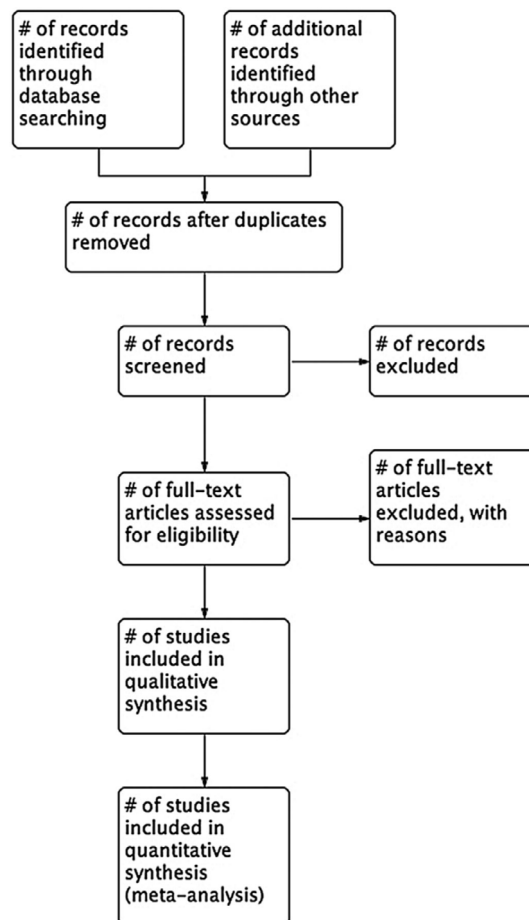 # of records
identified
through
database
searching
# of additional
records
identified
through other
sources
# of records after duplicates
removed
# of records
screened
# of records
excluded
# of full-text
articles assessed
for eligibility
# of full-text
articles
excluded, with
reasons
# of studies
included in
qualitative
synthesis
# of studies
included in
quantitative
synthesis
(meta-analysis)